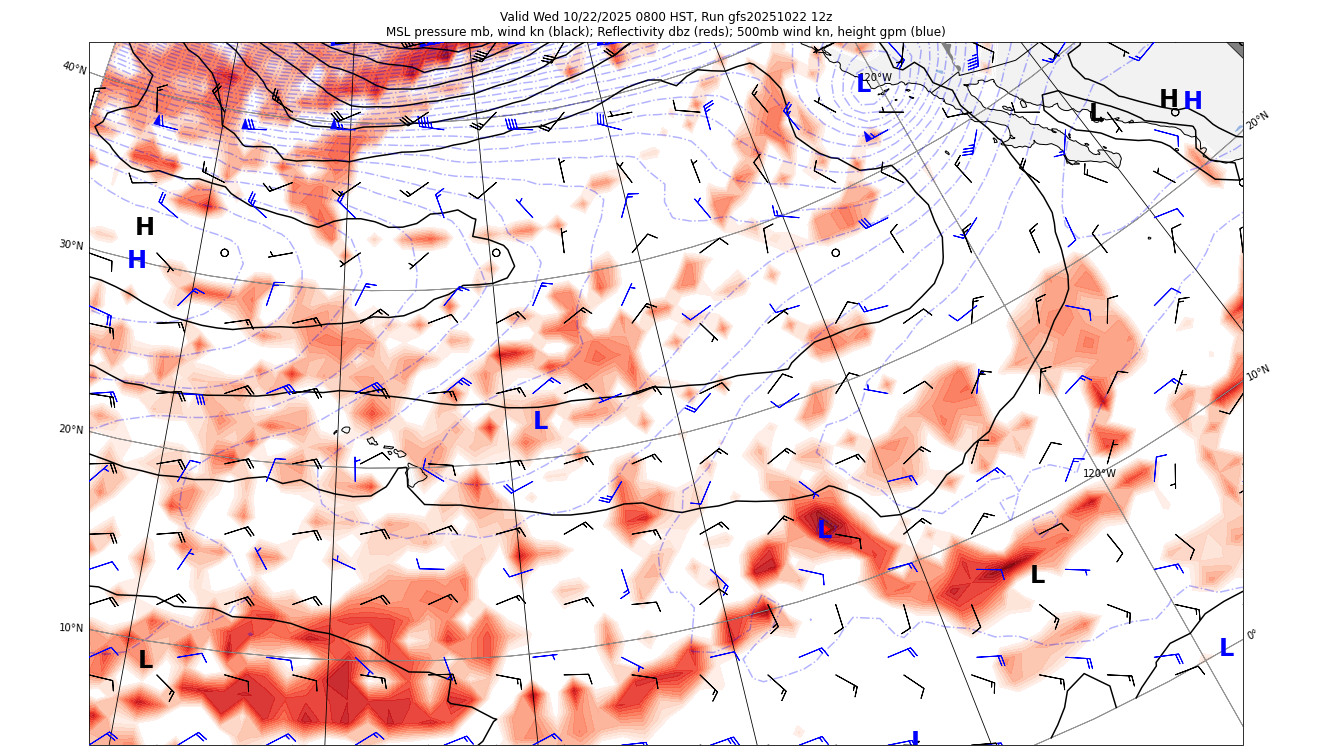 Valid Wed 10/22/2025 0800 HST, Run gfs20251022 12z
MSL pressure mb, wind kn (black); Reflectivity dbz (reds); 500mb wind kn, height gpm (blue)
40°N
L
120°W
H H
L
20°N
H
30°N
H
10°N
20°N
L
120°W
L
L
10°N
0°
L
L
L